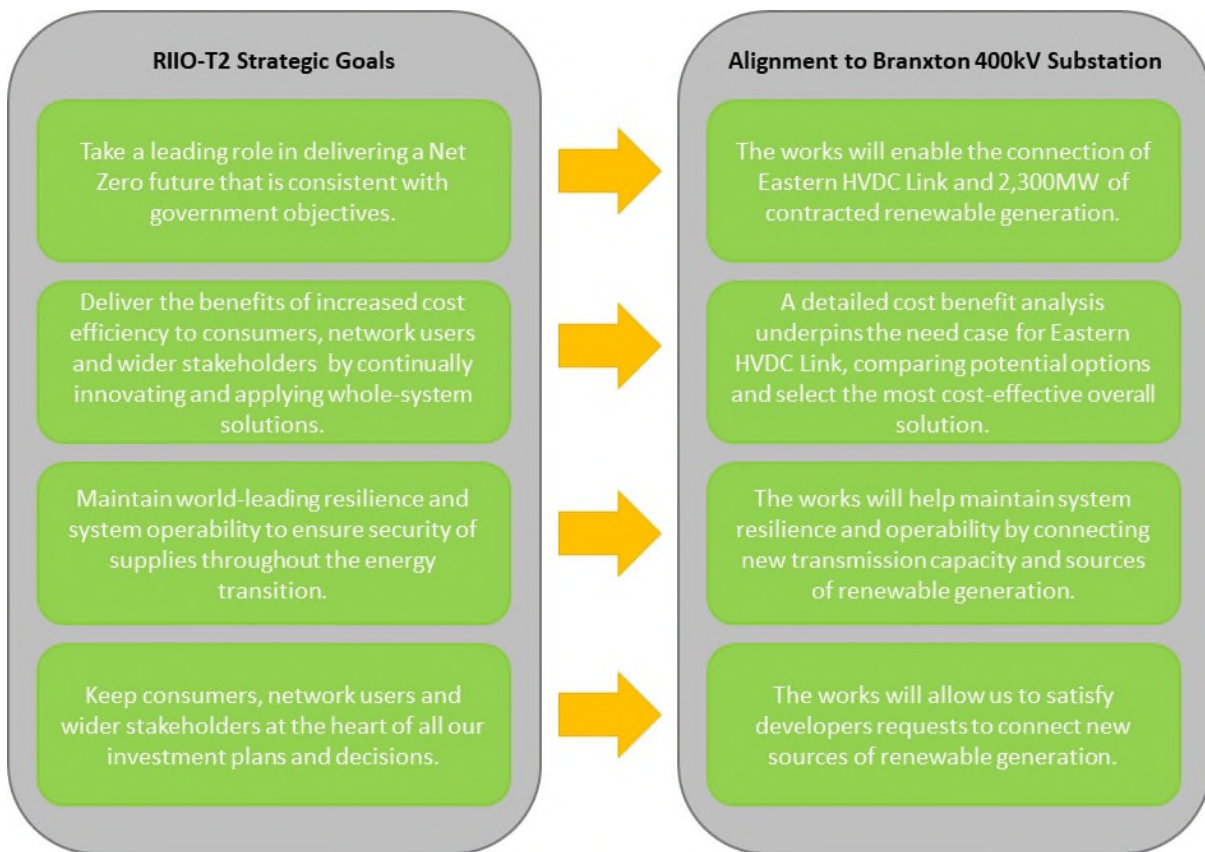 RIIO-T2 Strategic Goals
Take a leading role in delivering a Net
Zero future that is consistent with
government objectives.
Deliver the benefits of increased cost
efficiency to consumers, network users
and wider stakeholders by continually
innovating and applying whole-system
solutions.
Maintain world-leading resilience and
system operability to ensure security of
supplies throughout the energy
transition.
Keep consumers, network users and
wider stakeholders at the heart of all our
investment plans and decisions.
Alignment to Branxton 400kV Substation
The works will enable the connection of
Eastern HVDC Link and 2,300MW of
contracted renewable generation.
A detailed cost benefit analysis
underpins the need case for Eastern
HVDC Link, comparing potential options
and select the most cost-effective overall
solution.
The works will help maintain system
resilience and operability by connecting
new transmission capacity and sources
of renewable generation.
The works will allow us to satisfy
developers requests to connect new
sources of renewable generation.